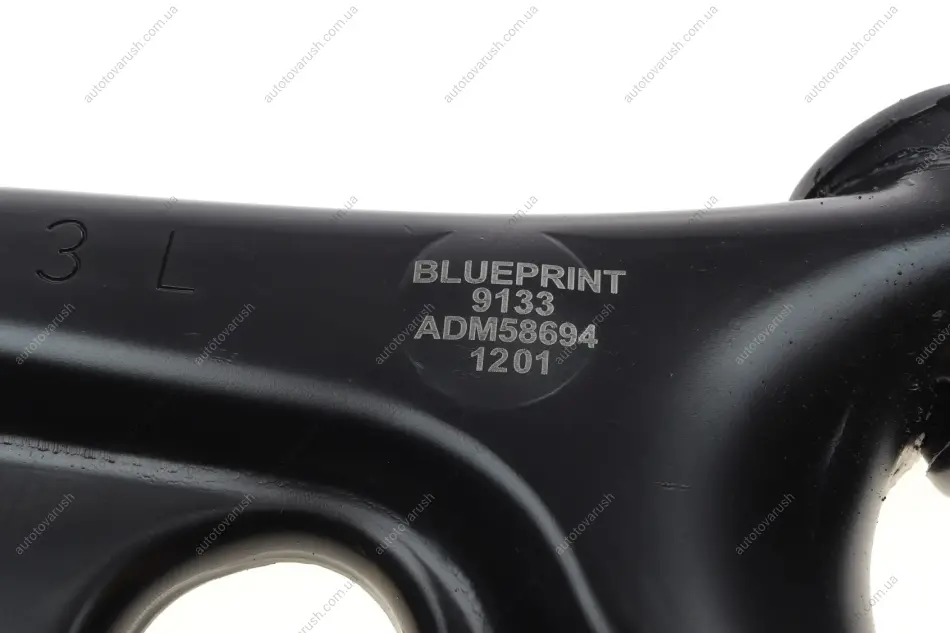 3 L
BLUEPRINT
9133
ADM58694
1201
autotovarush.com.ua